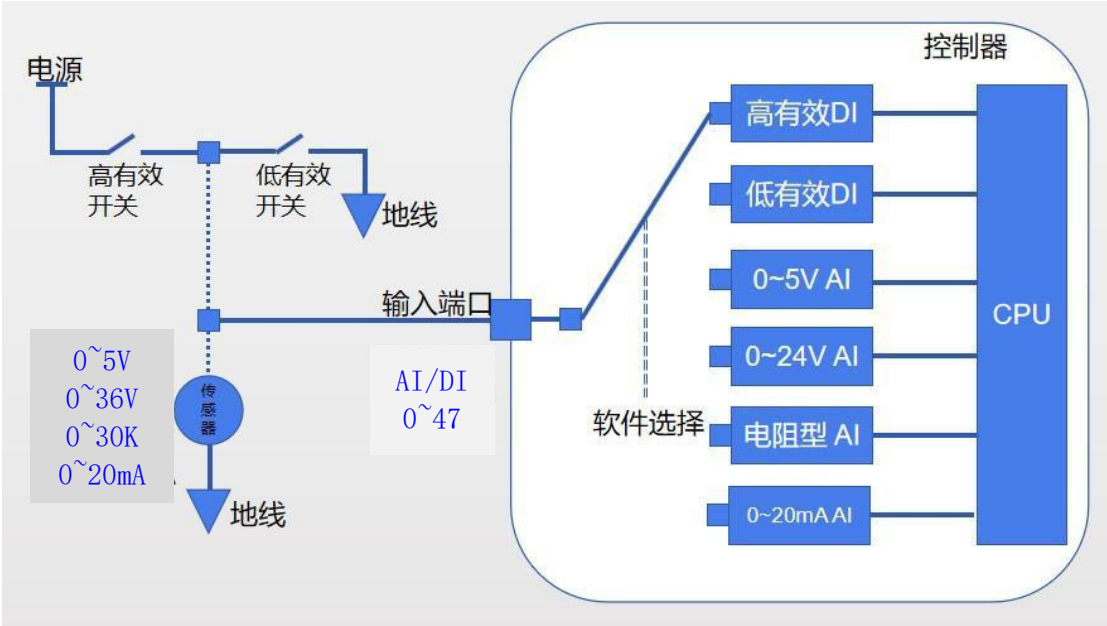 控制器
电源
高有效DI
高有效
开关
低有效
开关
低有效DI
地线
0~5V AI
输入端口
CPU
0~5V
0~36V
0~30K
0~20mA
AI/DI
0~47
0~24V AI
传感器
软件选择
电阻型 AI
地线
0~20mA AI